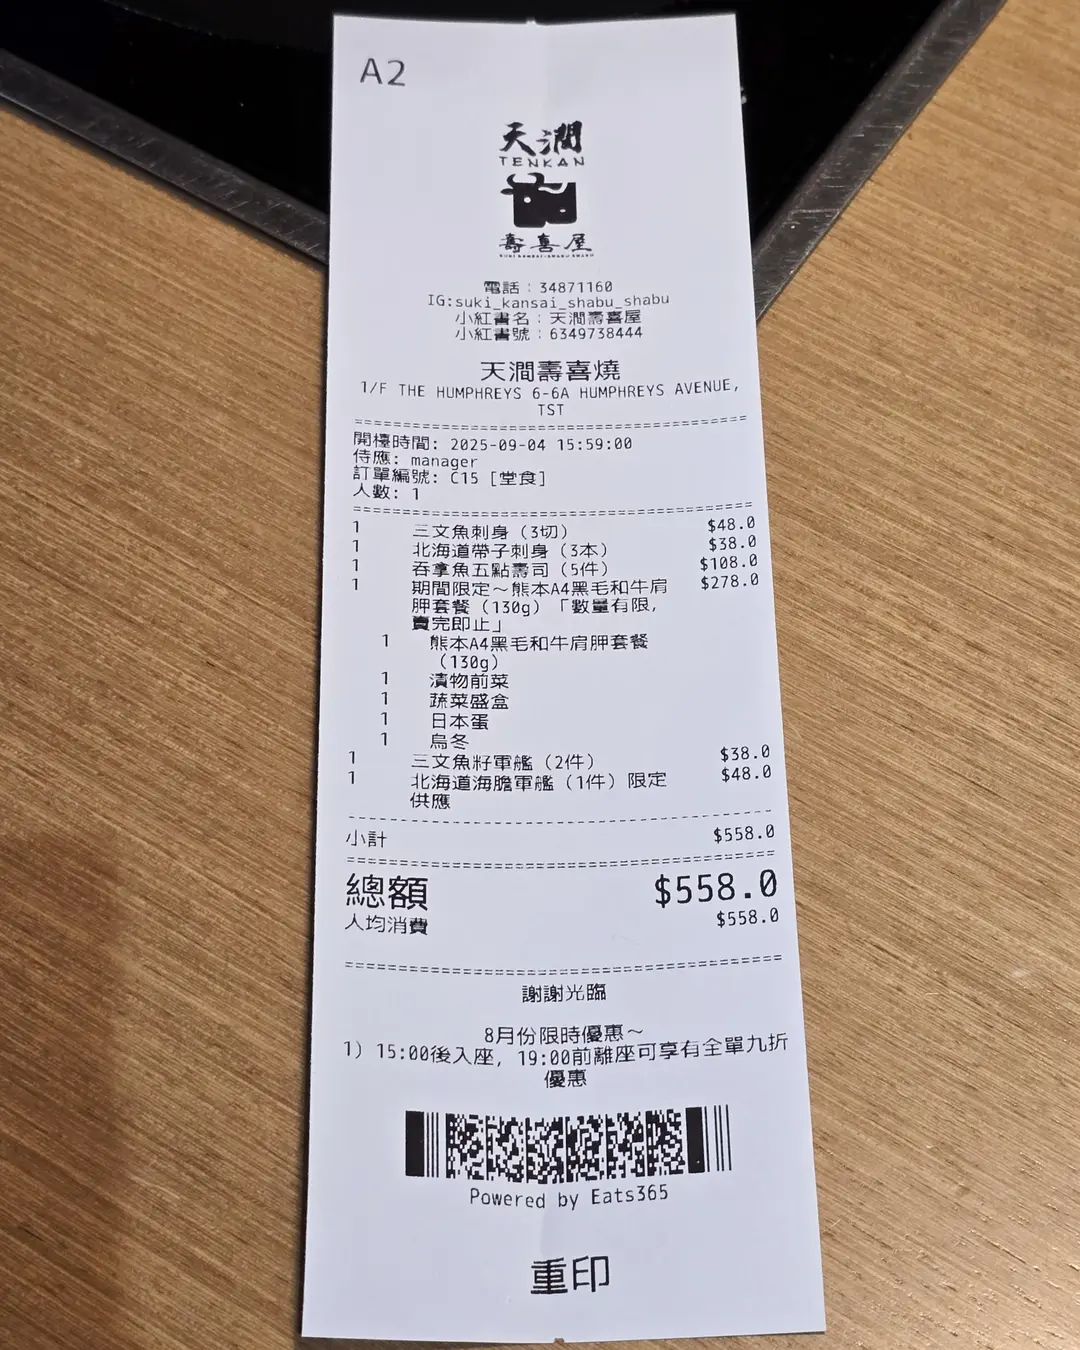 A2
天潤
TENKAN
壽喜屋
電話：34871160
IG:suki_kansai_shabu_shabu
小紅書名：天潤壽喜屋
小紅書號：6349738444
天潤壽喜燒
1/F THE HUMPHREYS 6-6A HUMPHREYS AVENUE,
TST
開檯時間: 2025-09-04 15:59:00
侍應: manager
訂單編號: C15 [堂食]
人數: 1
1 三文魚刺身（3切） $48.0
1 北海道帶子刺身（3本） $38.0
1 吞拿魚五點壽司（5件） $108.0
1 期間限定～熊本A4黑毛和牛肩 $278.0
胛套餐（130g）「數量有限,
賣完即止」
1 熊本A4黑毛和牛肩胛套餐
（130g）
1 漬物前菜
1 蔬菜盛盒
1 日本蛋
1 烏冬
1 三文魚籽軍艦（2件） $38.0
1 北海道海膽軍艦（1件）限定 $48.0
供應
小計 $558.0
總額 $558.0
人均消費 $558.0
謝謝光臨
8月份限時優惠～
1）15:00後入座, 19:00前離座可享有全單九折
優惠
Powered by Eats365
重印